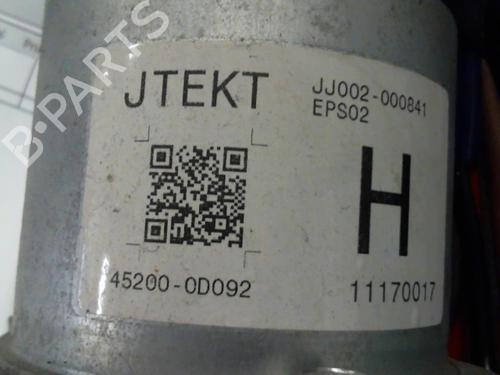 JTEKT
JJ002-000841
EPS02
H
45200-0D092
11170017
B-PARTS